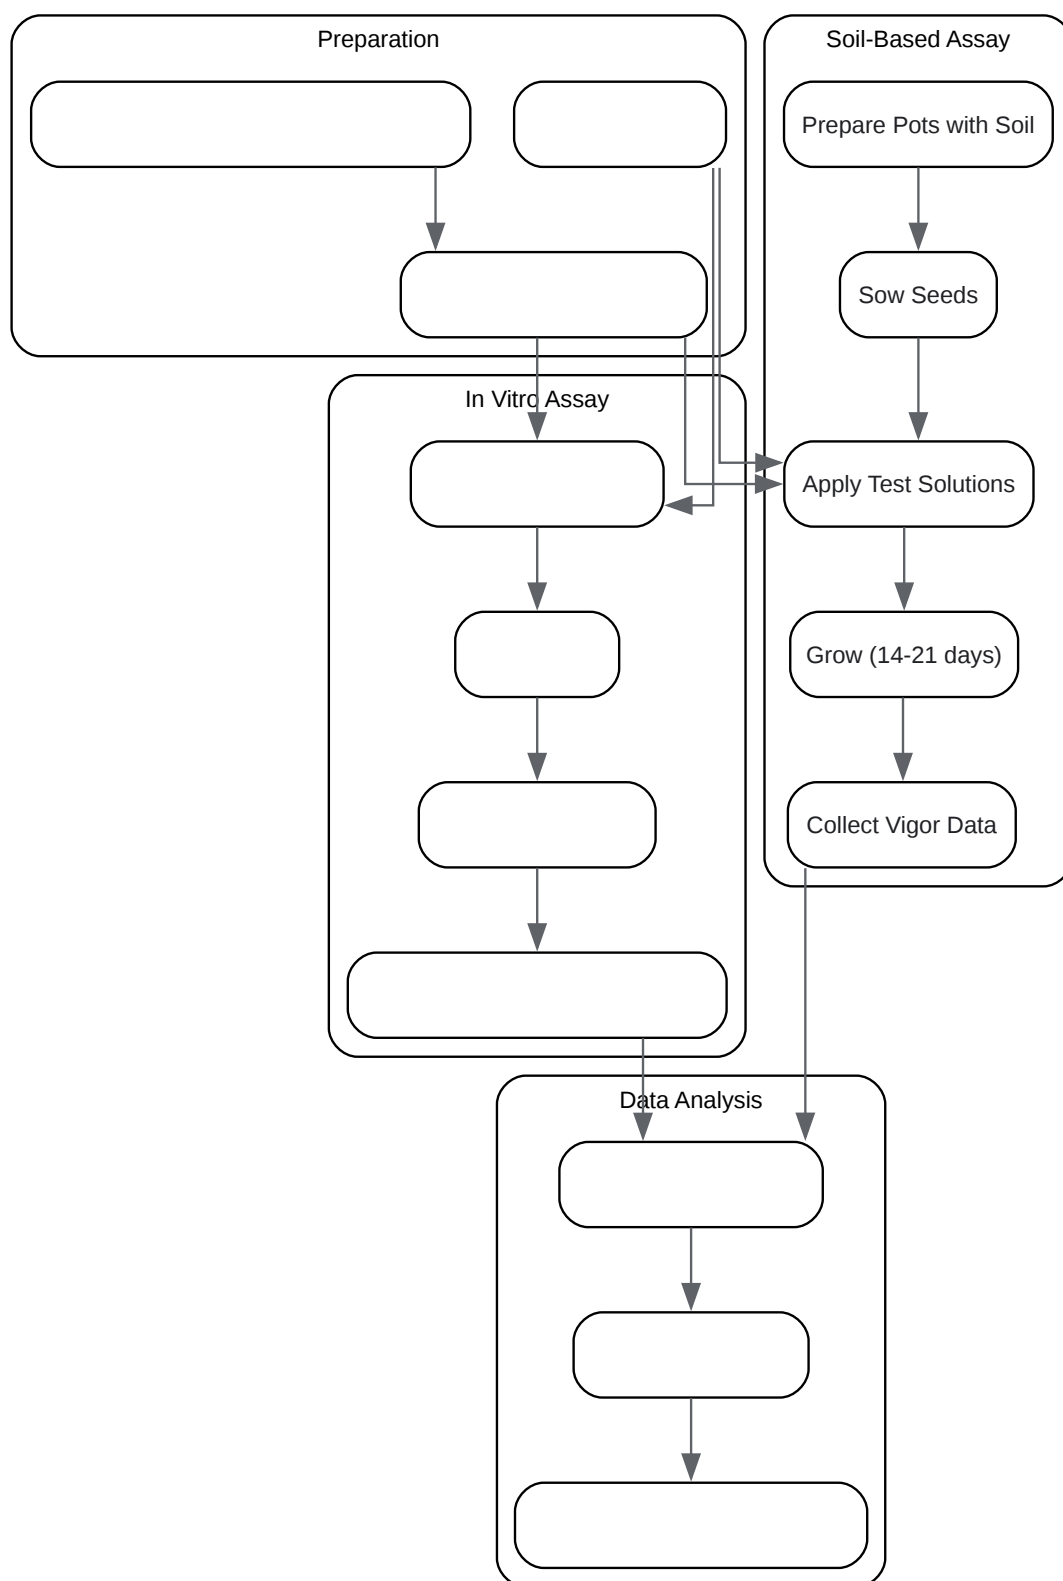 Preparation
Soil-Based Assay
Prepare Pots with Soil
Sow Seeds
In Vitro Assay
Apply Test Solutions
Grow (14-21 days)
Collect Vigor Data
Data Analysis